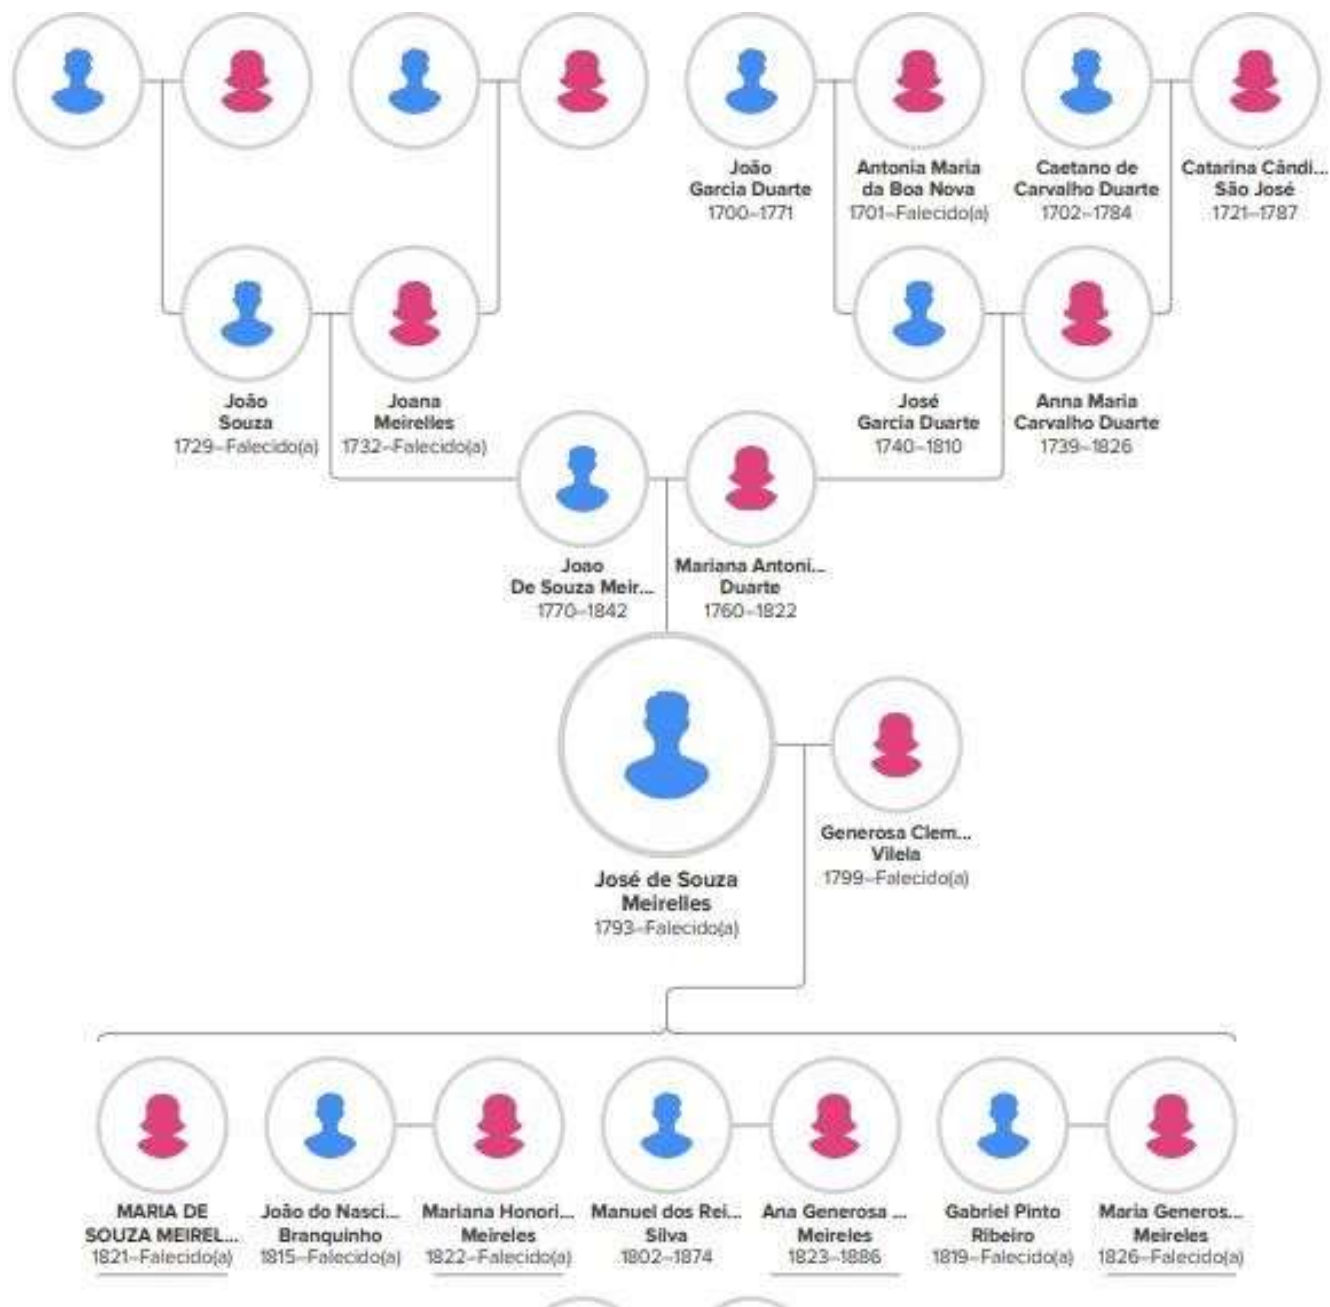 João
Garcia Duarte
1700–1771
Antonia Maria
da Boa Nova
1701–Falecido(a)
Caetano de
Carvalho Duarte
1702–1784
Catarina Cândi...
São José
1721–1787
João
Souza
1729–Falecido(a)
Joana
Meirelles
1732–Falecido(a)
José
Garcia Duarte
1740–1810
Anna Maria
Carvalho Duarte
1739–1826
Joao
De Souza Meir...
1770–1842
Mariana Antoni...
Duarte
1760–1822
José de Souza
Meirelles
1793–Falecido(a)
Generosa Clem...
Vilela
1799–Falecido(a)
MARIA DE
SOUZA MEIREL...
1821–Falecido(a)
João do Nasci...
Branquinho
1815–Falecido(a)
Mariana Honori...
Meireles
1822–Falecido(a)
Manuel dos Rei...
Silva
1802–1874
Ana Generosa ...
Meireles
1823–1886
Gabriel Pinto
Ribeiro
1819–Falecido(a)
Maria Generos...
Meireles
1826–Falecido(a)